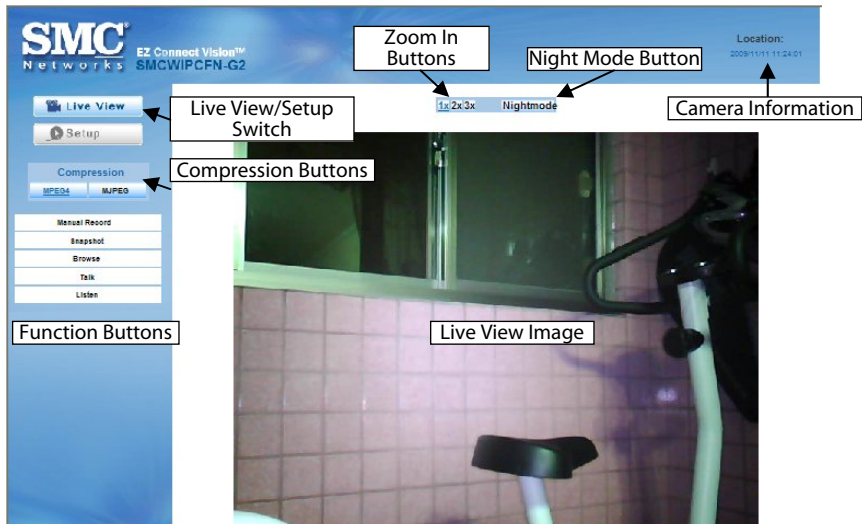 SMC®
Networks
EZ Connect Vision™
SMCWIPCFN-G2
Zoom In
Buttons
Night Mode Button
Location:
2009/11/11 11:24:01
Camera Information
Live View
Setup
Live View/Setup
Switch
1x 2x 3x Nightmode
Compression
MPEG4 MJPEG
Compression Buttons
Manual Record
Snapshot
Browse
Talk
Listen
Function Buttons
Live View Image